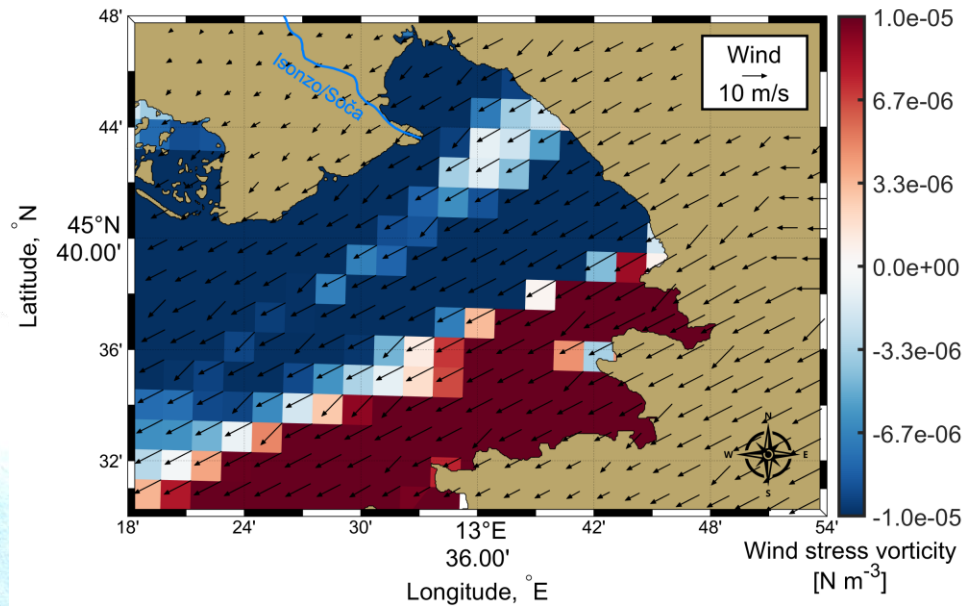 48'
44'
45°N
40.00'
36'
32'
Latitude, °N
18'
24'
30'
13°E
36.00'
42'
48'
54'
Longitude, °E
Isonzo/Soča
Wind
10 m/s
N
W E
S
1.0e-05
6.7e-06
3.3e-06
0.0e+00
-3.3e-06
-6.7e-06
-1.0e-05
Wind stress vorticity
[N m⁻³]